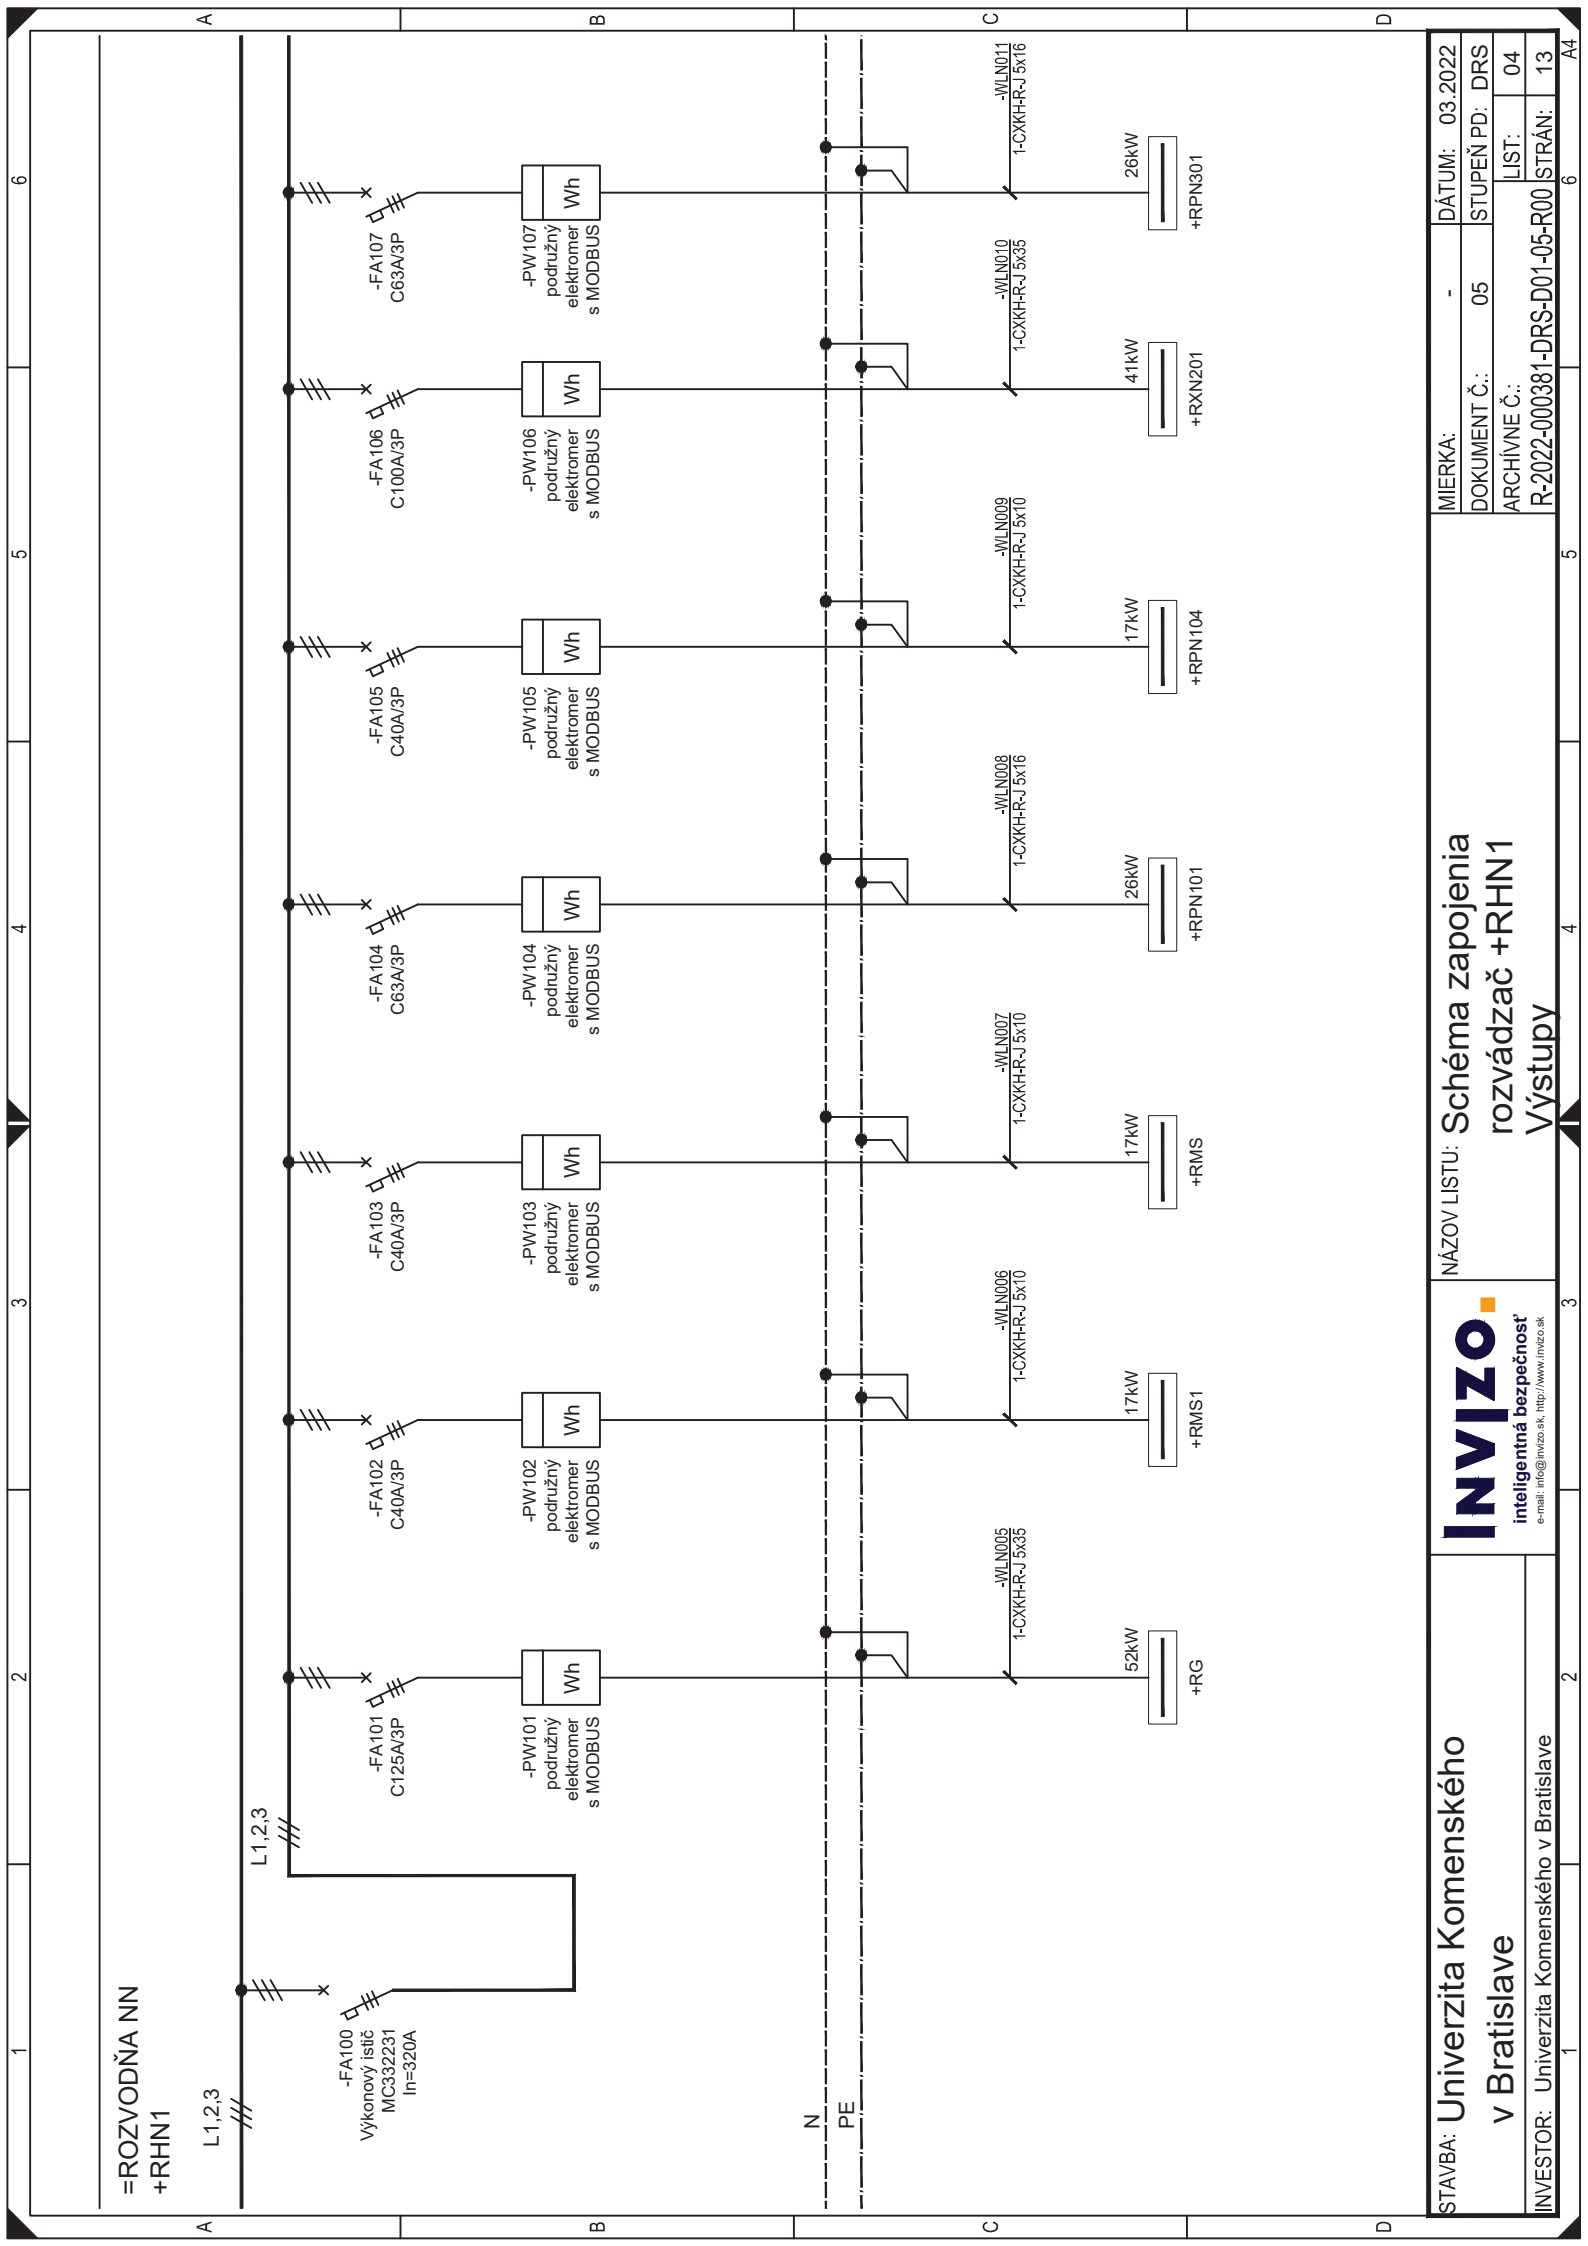 1
2
3
4
5
6
A
B
C
D
=ROZVODŇA NN
+RHN1
L1,2,3
L1,2,3
-FA100
Výkonový istič
MC332231
In=320A
-FA101
C125A/3P
-FA102
C40A/3P
-FA103
C40A/3P
-FA104
C63A/3P
-FA105
C40A/3P
-FA106
C100A/3P
-FA107
C63A/3P
-PW101
podružný
elektromer
s MODBUS
Wh
-PW102
podružný
elektromer
s MODBUS
Wh
-PW103
podružný
elektromer
s MODBUS
Wh
-PW104
podružný
elektromer
s MODBUS
Wh
-PW105
podružný
elektromer
s MODBUS
Wh
-PW106
podružný
elektromer
s MODBUS
Wh
-PW107
podružný
elektromer
s MODBUS
Wh
N
PE
-WLN005
1-CXKH-R-J 5x35
-WLN006
1-CXKH-R-J 5x10
-WLN007
1-CXKH-R-J 5x10
-WLN008
1-CXKH-R-J 5x16
-WLN009
1-CXKH-R-J 5x10
-WLN010
1-CXKH-R-J 5x35
-WLN011
1-CXKH-R-J 5x16
52kW
+RG
17kW
+RMS1
17kW
+RMS
26kW
+RPN101
17kW
+RPN104
41kW
+RXN201
26kW
+RPN301
A
B
C
D
STAVBA: Univerzita Komenského
v Bratislave
INVESTOR: Univerzita Komenského v Bratislave
INVIZO.
inteligentná bezpečnosť
e-mail: info@invizo.sk, http://www.invizo.sk
NÁZOV LISTU: Schéma zapojenia
rozvádzač +RHN1
Výstupy
MIERKA: -
DÁTUM: 03.2022
DOKUMENT Č.: 05
STUPEŇ PD: DRS
ARCHÍVNE Č.:
R-2022-000381-DRS-D01-05-R00
LIST: 04
STRÁN: 13
1
2
3
4
5
6
A4